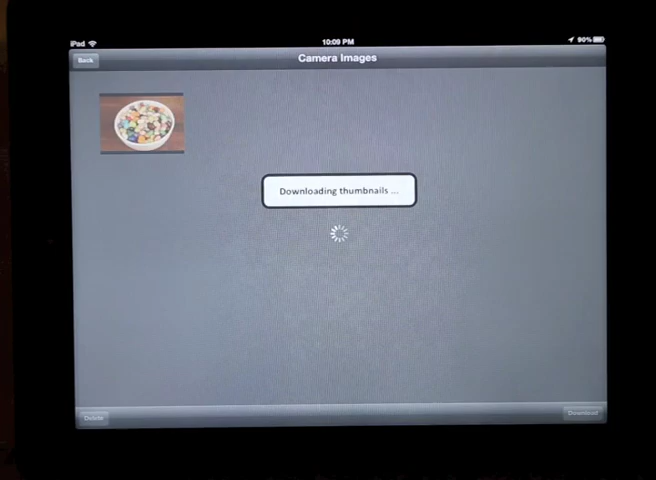 iPad
10:09 PM
90%
Back
Camera Images
Downloading thumbnails ...
Delete
Download